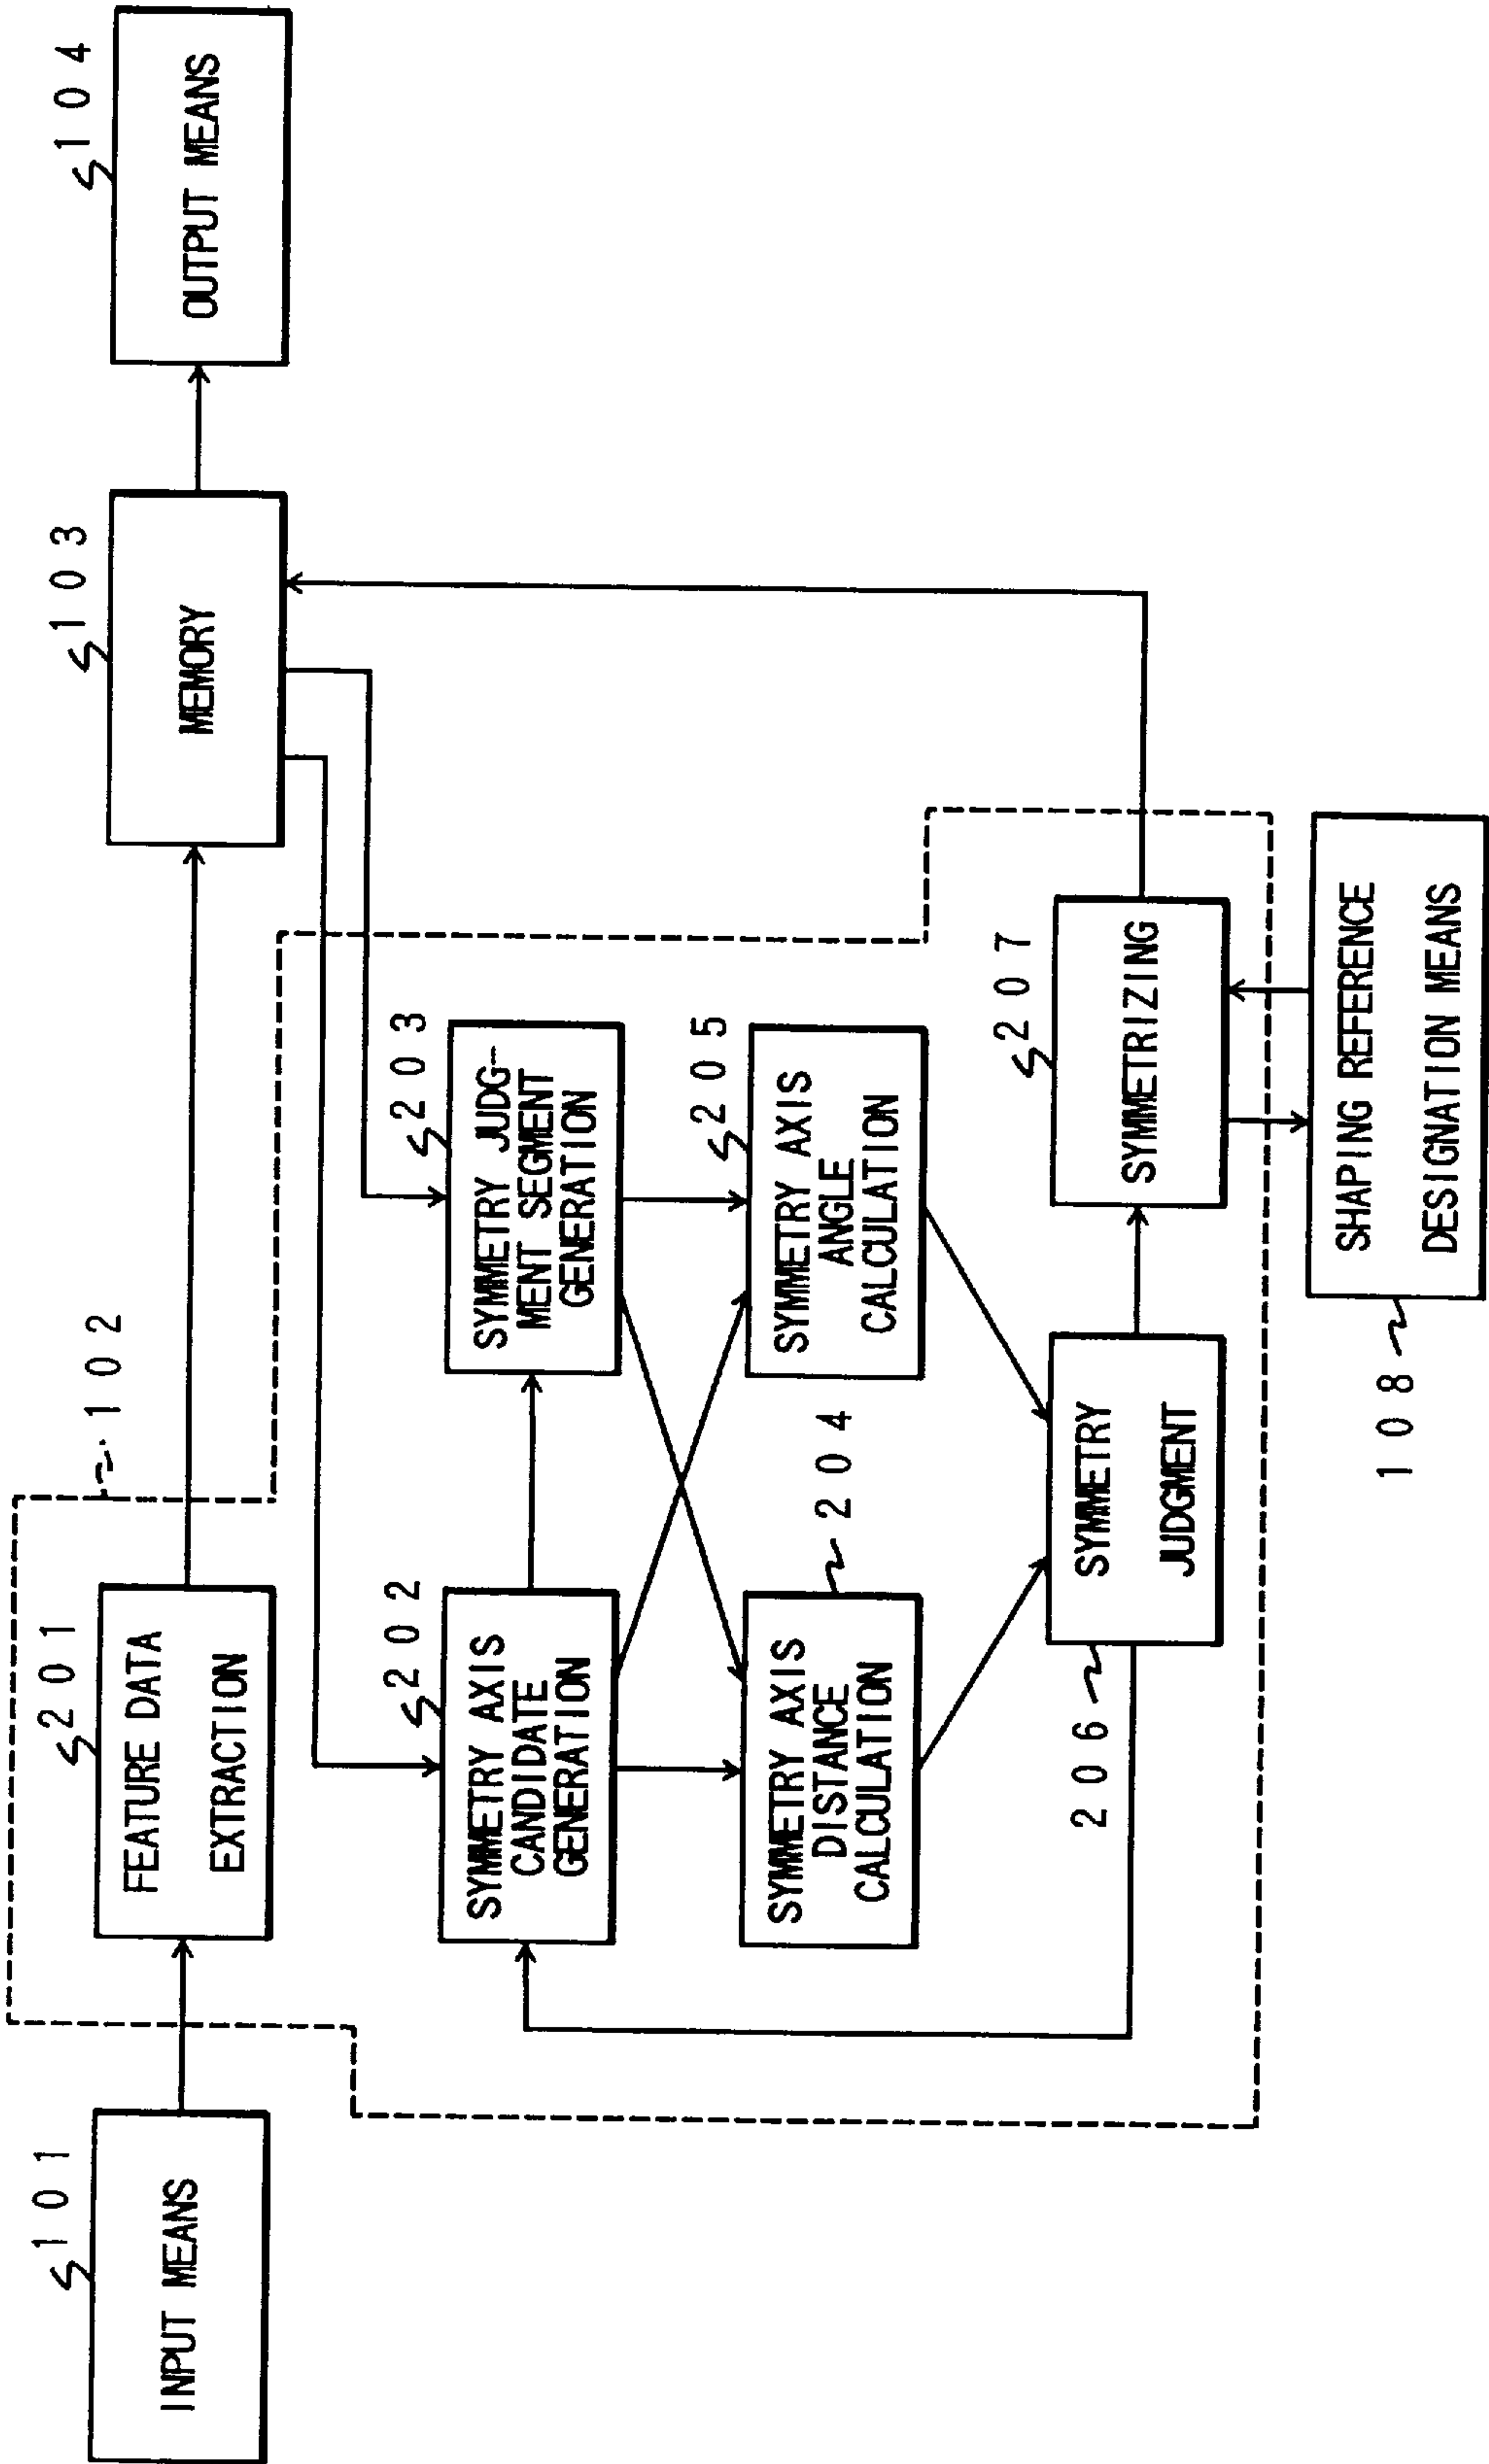 101
INPUT MEANS
201
FEATURE DATA
EXTRACTION
102
103
MEMORY
104
OUTPUT MEANS
202
SYMMETRY AXIS
CANDIDATE
GENERATION
203
SYMMETRY JUDG-
MENT SEGMENT
GENERATION
SYMMETRY AXIS
DISTANCE
CALCULATION
204
205
SYMMETRY AXIS
ANGLE
CALCULATION
206
SYMMETRY
JUDGMENT
207
SYMMETRIZING
108
SHAPING REFERENCE
DESIGNATION MEANS